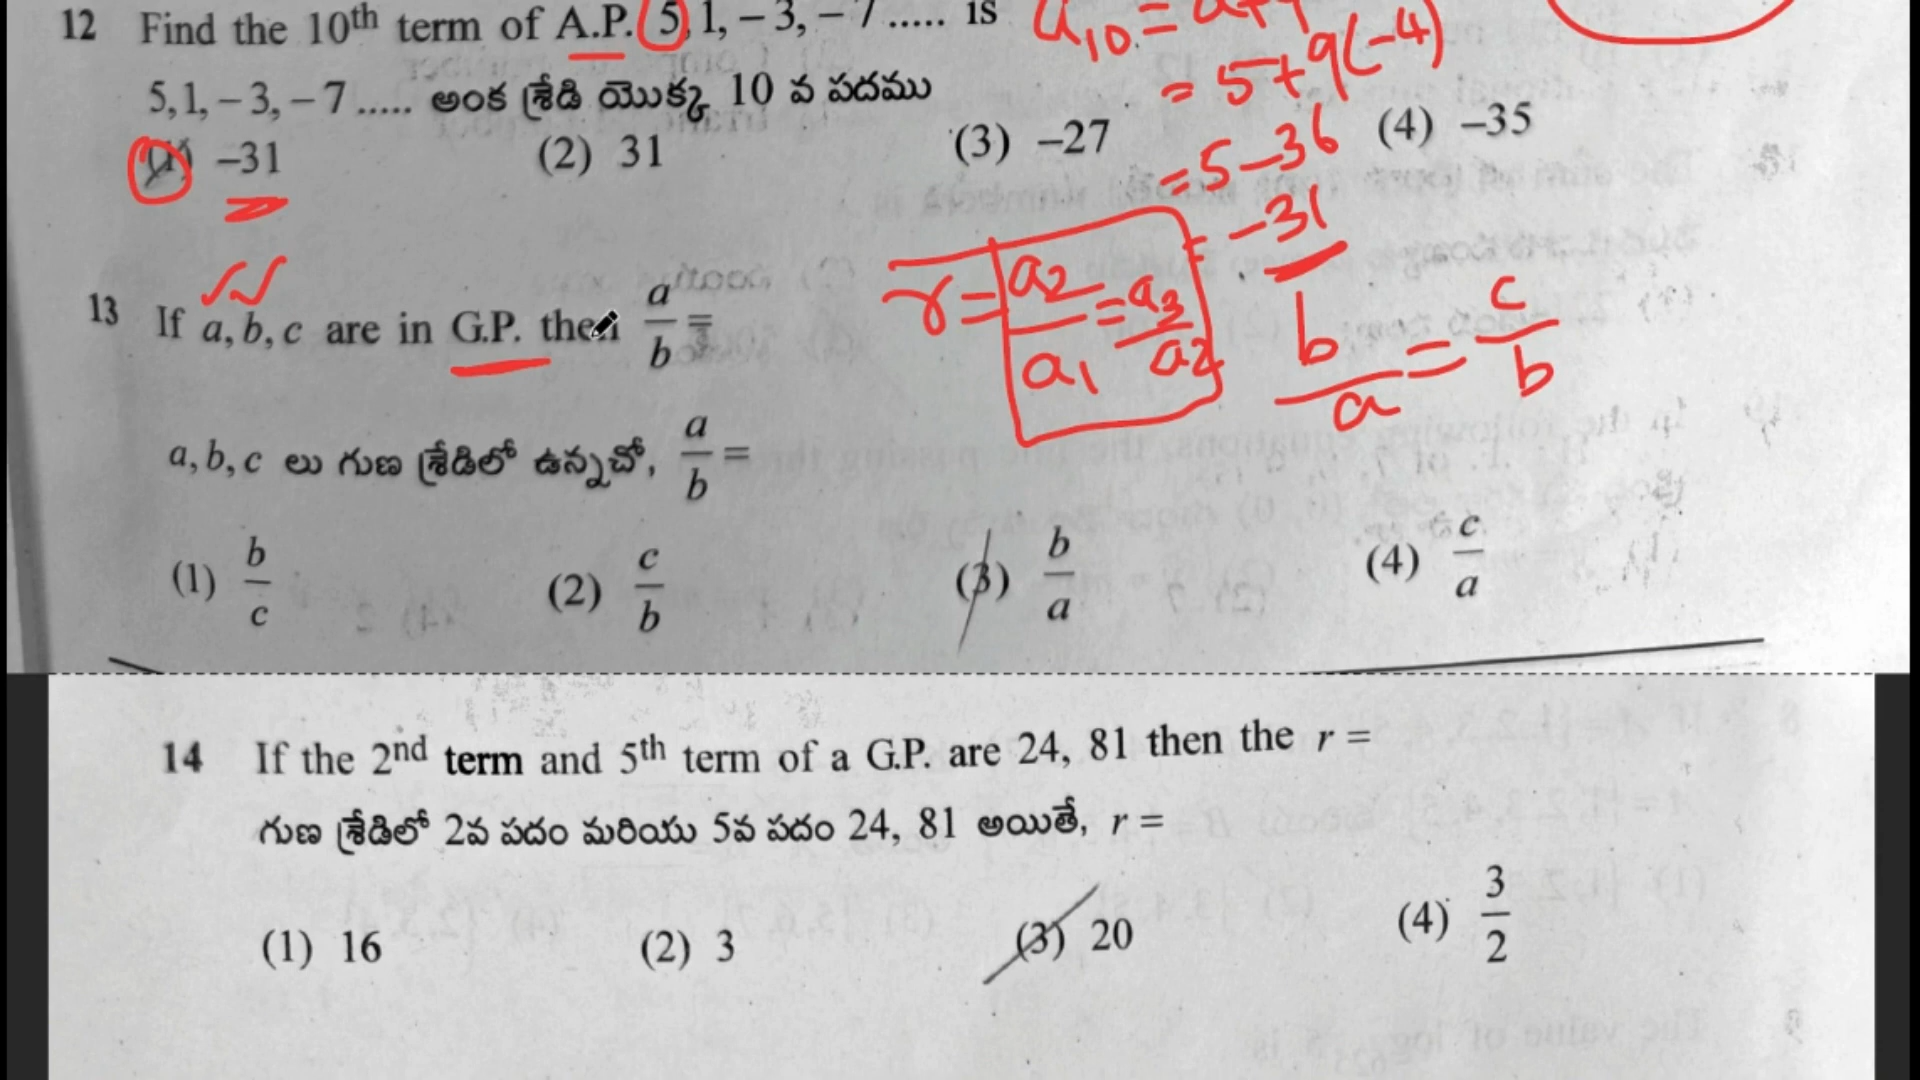 12 Find the 10th term of A.P. 5, 1, – 3, – 7 ..... is
a10 = a+9
= 5+9(-4)
5, 1, – 3, – 7 ..... అంక శ్రేడి యొక్క 10 వ పదము
= 5-36
= -31
(1) –31 (2) 31 (3) –27 (4) –35
13 If a, b, c are in G.P. then a/b =
r = a2/a1 = a3/a2
b/a = c/b
a, b, c లు గుణ శ్రేడిలో ఉన్నచో, a/b =
(1) b/c (2) c/b (3) b/a (4) c/a
14 If the 2nd term and 5th term of a G.P. are 24, 81 then the r =
గుణ శ్రేడిలో 2వ పదం మరియు 5వ పదం 24, 81 అయితే, r =
(1) 16 (2) 3 (3) 20 (4) 3/2